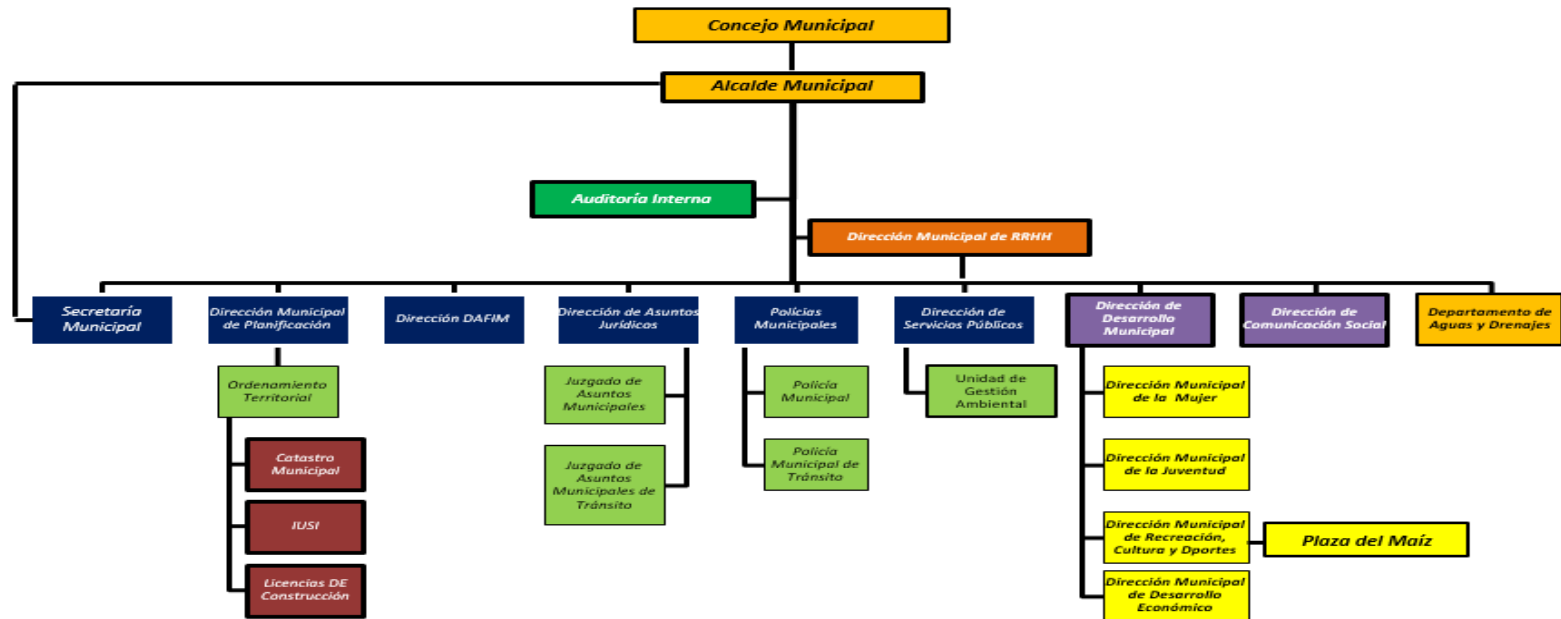 Concejo Municipal
Alcalde Municipal
Auditoría Interna
Dirección Municipal de RRHH
Secretaría
Municipal
Dirección Municipal
de Planificación
Dirección DAFIM
Dirección de Asuntos
Jurídicos
Polícias
Municipales
Dirección de
Servicios Públicos
Dirección de
Desarrollo
Municipal
Dirección de
Comunicación Social
Departamento de
Aguas y Drenajes
Ordenamiento
Territorial
Catastro
Municipal
IUSI
Licencias DE
Construcción
Juzgado de
Asuntos
Municipales
Juzgado de
Asuntos
Municipales de
Tránsito
Policía
Municipal
Policía
Municipal de
Tránsito
Unidad de
Gestión
Ambiental
Dirección Municipal
de la Mujer
Dirección Municipal
de la Juventud
Dirección Municipal
de Recreación,
Cultura y Dportes
Plaza del Maíz
Dirección Municipal
de Desarrollo
Económico